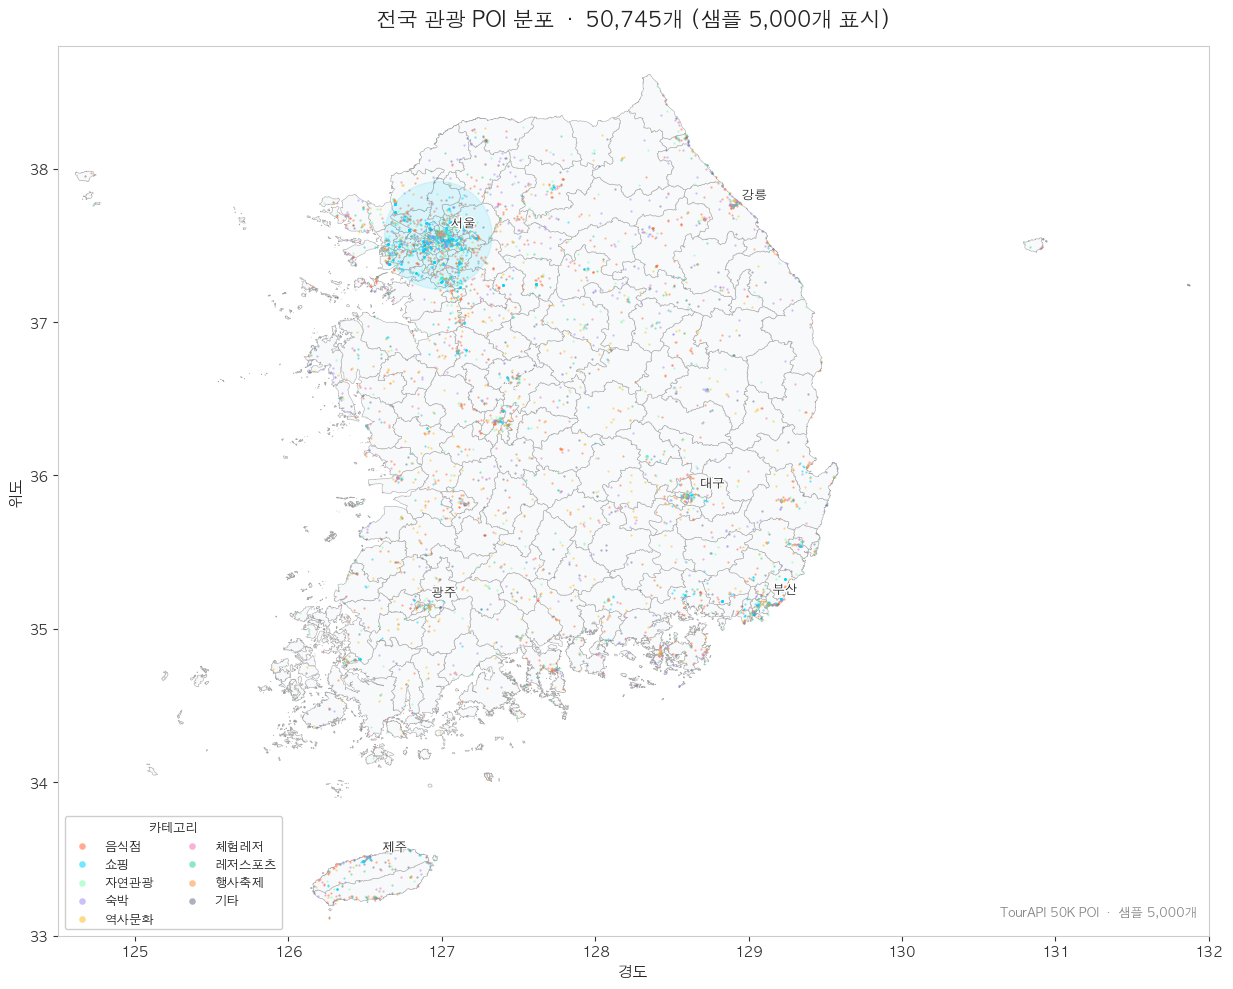 전국 관광 POI 분포 · 50,745개 (샘플 5,000개 표시)
38
37
36
35
34
33
위도
강릉
서울
대구
부산
광주
제주
카테고리
음식점
쇼핑
자연관광
숙박
역사문화
체험레저
레저스포츠
행사축제
기타
TourAPI 50K POI · 샘플 5,000개
125
126
127
128
129
130
131
132
경도